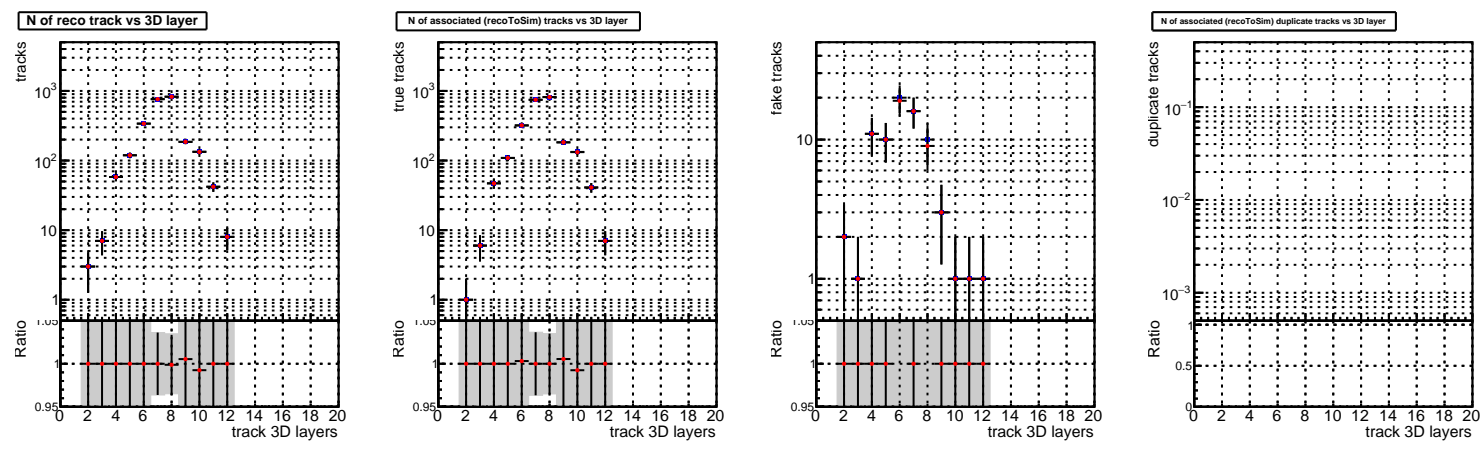 N of reco track vs 3D layer
tracks
10³
10²
10
1
Ratio
1.05
1
0.95
0 2 4 6 8 10 12 14 16 18 20
track 3D layers
N of associated (recoToSim) tracks vs 3D layer
true tracks
10³
10²
10
1
Ratio
1.05
1
0.95
0 2 4 6 8 10 12 14 16 18 20
track 3D layers
fake tracks
10
1
Ratio
1.05
1
0.95
0 2 4 6 8 10 12 14 16 18 20
track 3D layers
N of associated (recoToSim) duplicate tracks vs 3D layer
duplicate tracks
10⁻¹
10⁻²
10⁻³
Ratio
1
0.5
0
0 2 4 6 8 10 12 14 16 18 20
track 3D layers